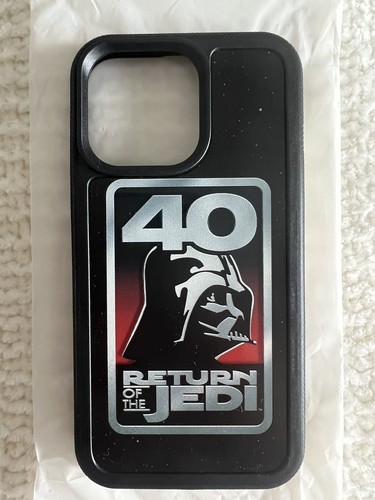 40
RETURN
OF THE JEDI